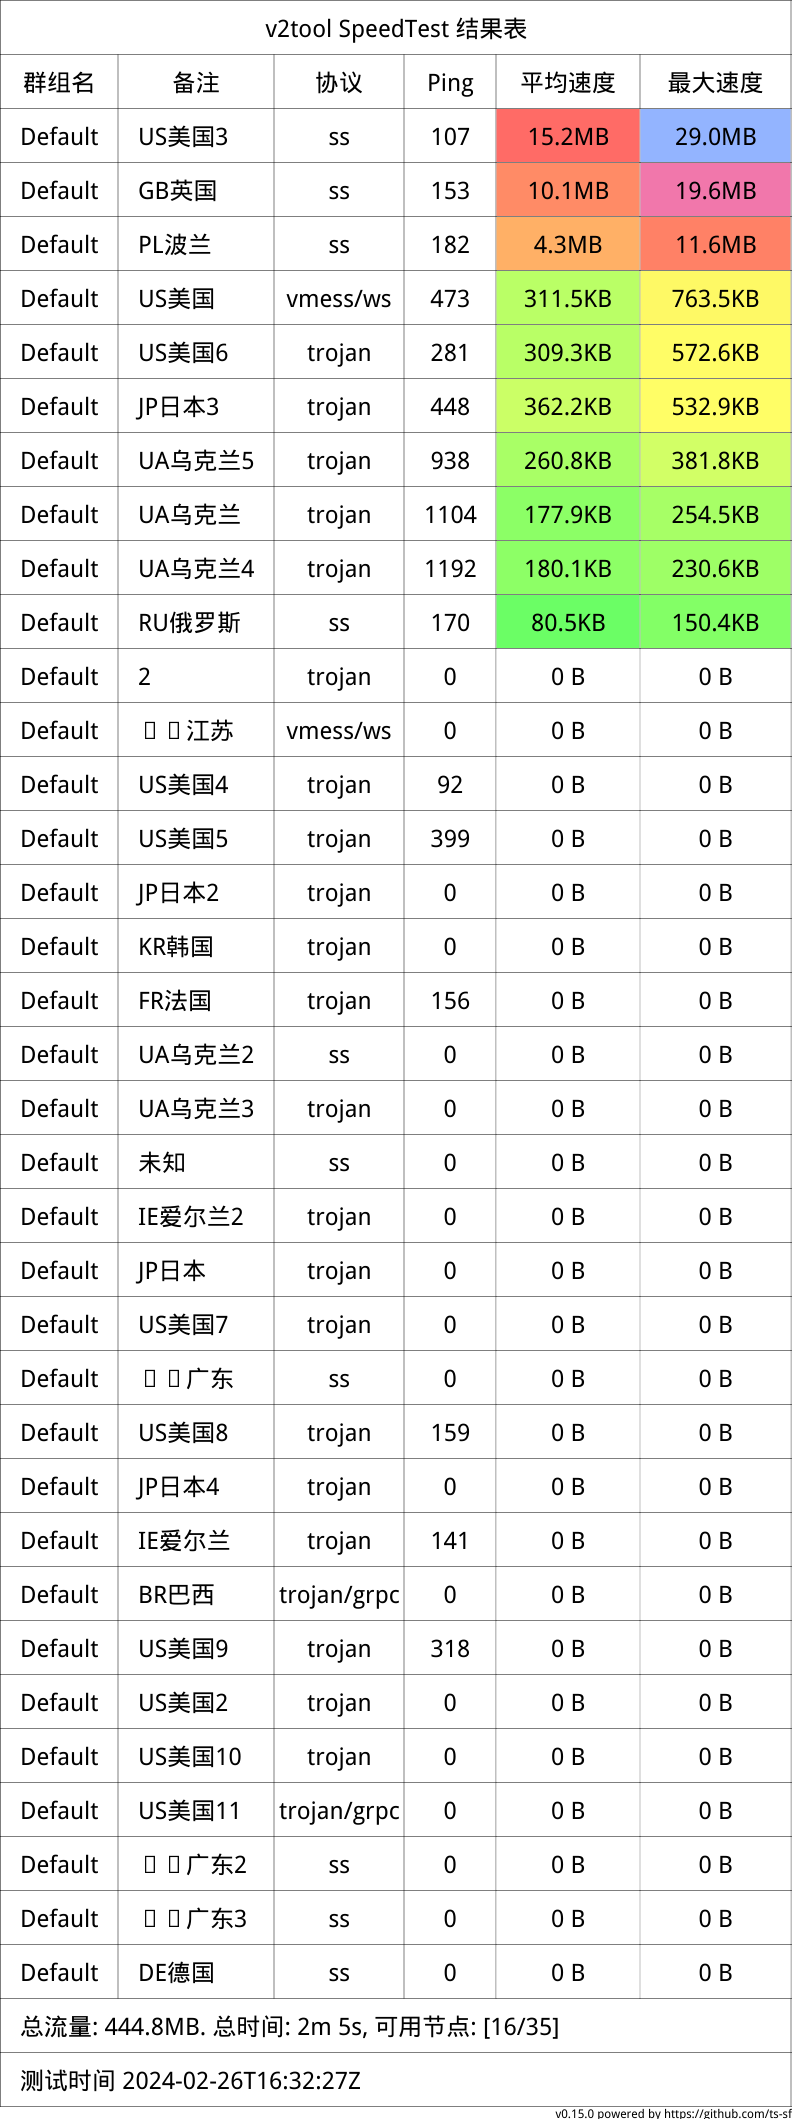 v2tool SpeedTest 结果表
群组名 备注 协议 Ping 平均速度 最大速度
Default US美国3 ss 107 15.2MB 29.0MB
Default GB英国 ss 153 10.1MB 19.6MB
Default PL波兰 ss 182 4.3MB 11.6MB
Default US美国 vmess/ws 473 311.5KB 763.5KB
Default US美国6 trojan 281 309.3KB 572.6KB
Default JP日本3 trojan 448 362.2KB 532.9KB
Default UA乌克兰5 trojan 938 260.8KB 381.8KB
Default UA乌克兰 trojan 1104 177.9KB 254.5KB
Default UA乌克兰4 trojan 1192 180.1KB 230.6KB
Default RU俄罗斯 ss 170 80.5KB 150.4KB
Default 2 trojan 0 0 B 0 B
Default 江苏 vmess/ws 0 0 B 0 B
Default US美国4 trojan 92 0 B 0 B
Default US美国5 trojan 399 0 B 0 B
Default JP日本2 trojan 0 0 B 0 B
Default KR韩国 trojan 0 0 B 0 B
Default FR法国 trojan 156 0 B 0 B
Default UA乌克兰2 ss 0 0 B 0 B
Default UA乌克兰3 trojan 0 0 B 0 B
Default 未知 ss 0 0 B 0 B
Default IE爱尔兰2 trojan 0 0 B 0 B
Default JP日本 trojan 0 0 B 0 B
Default US美国7 trojan 0 0 B 0 B
Default 广东 ss 0 0 B 0 B
Default US美国8 trojan 159 0 B 0 B
Default JP日本4 trojan 0 0 B 0 B
Default IE爱尔兰 trojan 141 0 B 0 B
Default BR巴西 trojan/grpc 0 0 B 0 B
Default US美国9 trojan 318 0 B 0 B
Default US美国2 trojan 0 0 B 0 B
Default US美国10 trojan 0 0 B 0 B
Default US美国11 trojan/grpc 0 0 B 0 B
Default 广东2 ss 0 0 B 0 B
Default 广东3 ss 0 0 B 0 B
Default DE德国 ss 0 0 B 0 B
总流量: 444.8MB. 总时间: 2m 5s, 可用节点: [16/35]
测试时间 2024-02-26T16:32:27Z
v0.15.0 powered by https://github.com/ts-sf